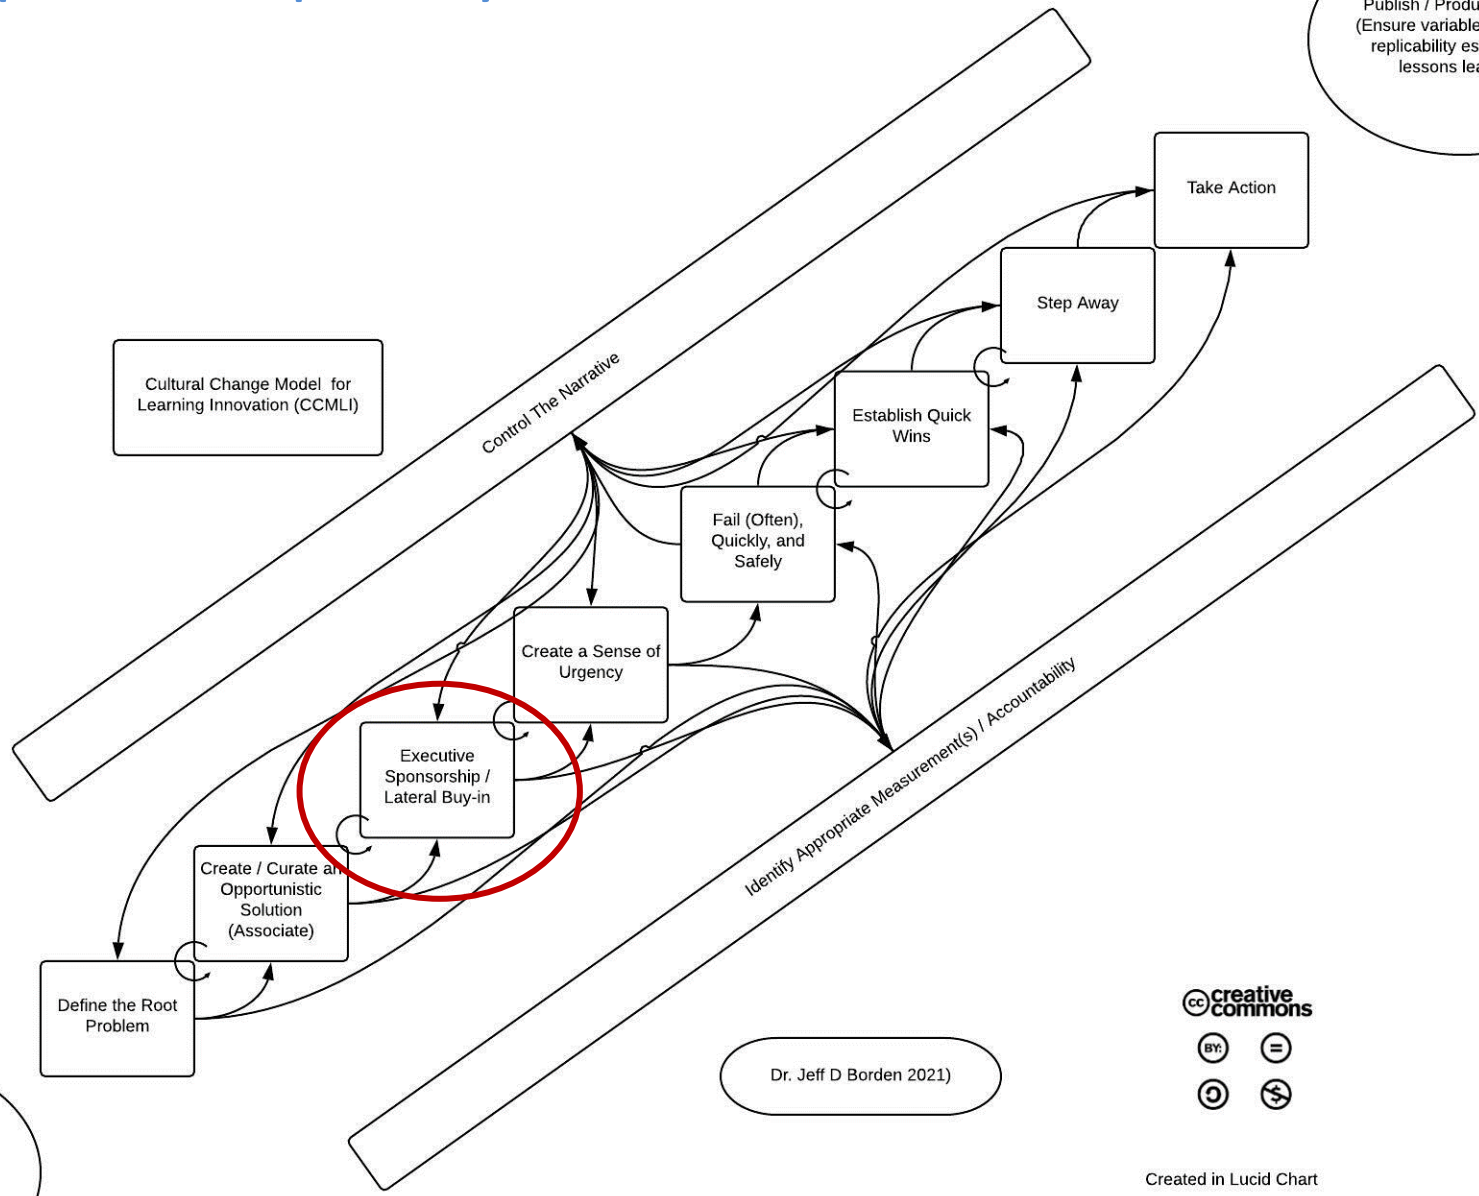 Publish / Produ
(Ensure variable
replicability es
lessons lea
Take Action
Step Away
Control The Narrative
Cultural Change Model for
Learning Innovation (CCMLI)
Establish Quick
Wins
Fail (Often),
Quickly, and
Safely
Create a Sense of
Urgency
Identify Appropriate Measurement(s) / Accountability
Executive
Sponsorship /
Lateral Buy-in
Create / Curate an
Opportunistic
Solution
(Associate)
Define the Root
Problem
cc creative
commons
BY: =
Dr. Jeff D Borden 2021)
Created in Lucid Chart